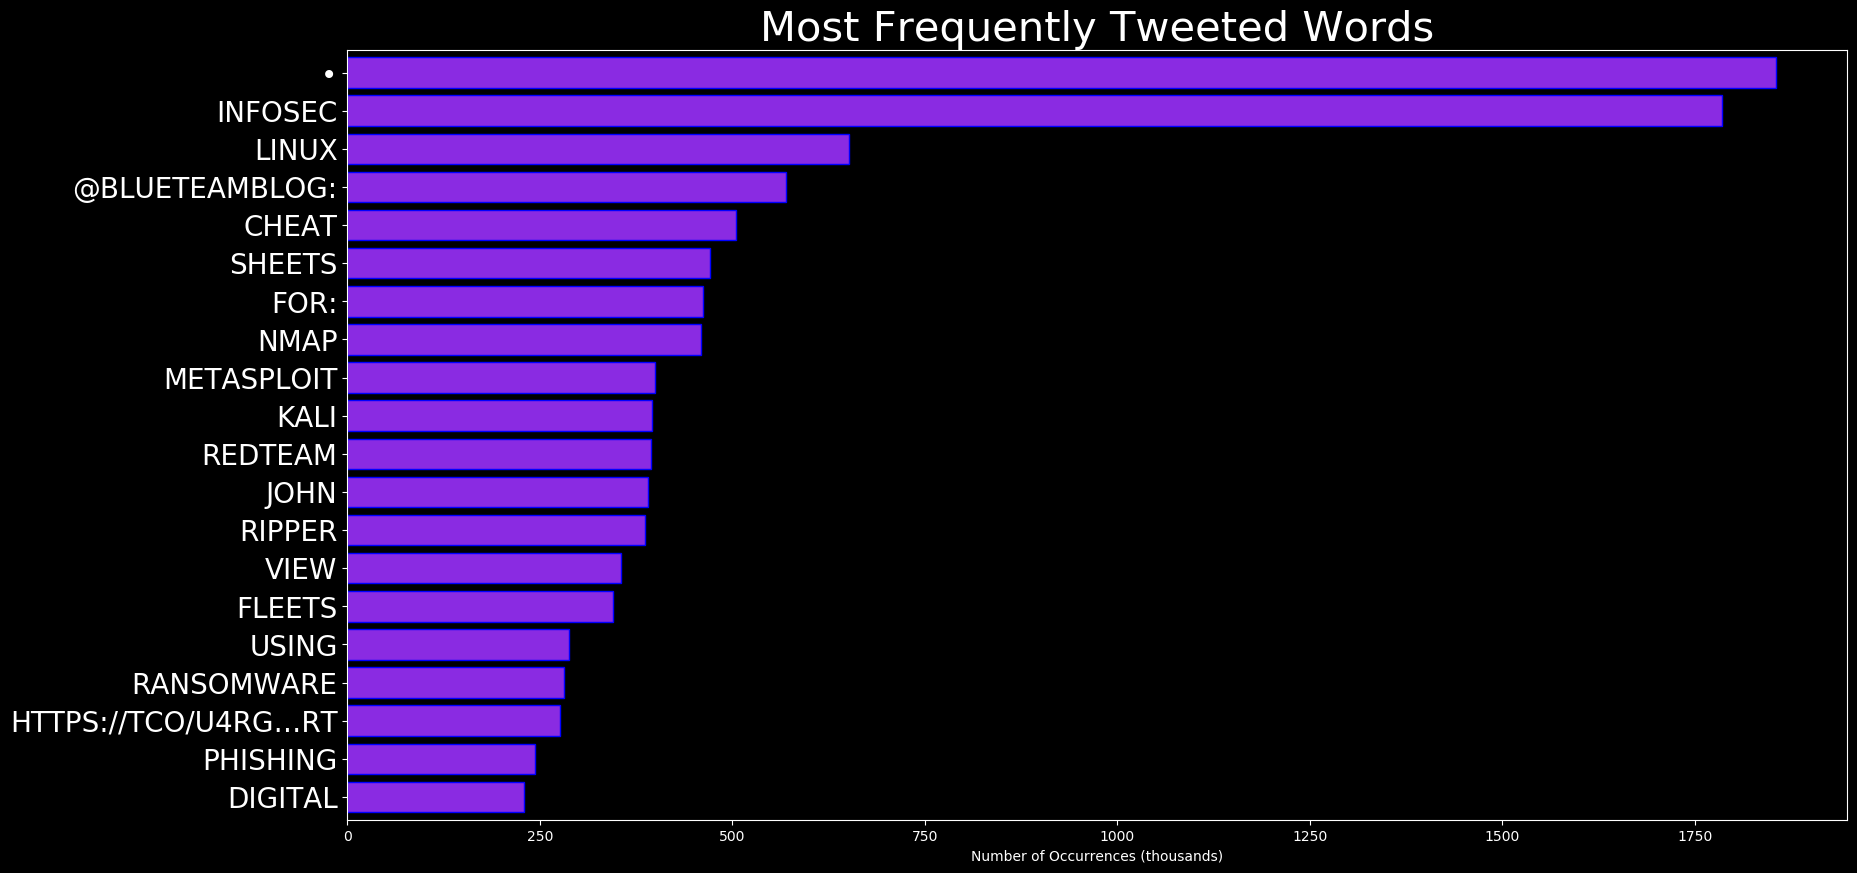 Most Frequently Tweeted Words
•
INFOSEC
LINUX
@BLUETEAMBLOG:
CHEAT
SHEETS
FOR:
NMAP
METASPLOIT
KALI
REDTEAM
JOHN
RIPPER
VIEW
FLEETS
USING
RANSOMWARE
HTTPS://TCO/U4RG…RT
PHISHING
DIGITAL
0 250 500 750 1000 1250 1500 1750
Number of Occurrences (thousands)